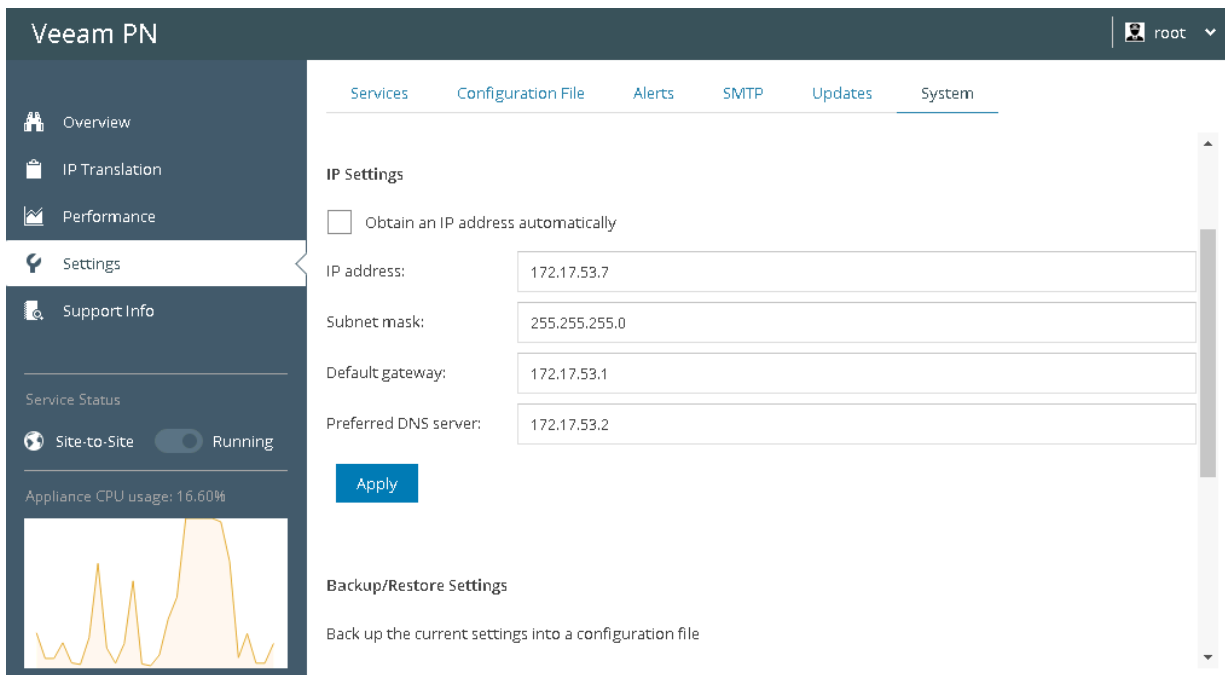 Veeam PN
root
Services Configuration File Alerts SMTP Updates System
Overview
IP Translation
Performance
Settings
Support Info
Service Status
Site-to-Site Running
Appliance CPU usage: 16.60%
IP Settings
Obtain an IP address automatically
IP address: 172.17.53.7
Subnet mask: 255.255.255.0
Default gateway: 172.17.53.1
Preferred DNS server: 172.17.53.2
Apply
Backup/Restore Settings
Back up the current settings into a configuration file